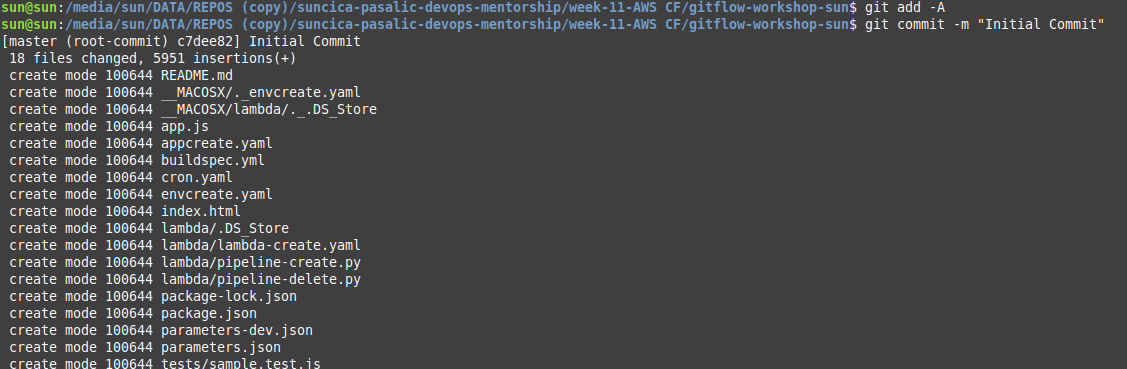 sun@sun:/media/sun/DATA/REPOS (copy)/suncica-pasalic-devops-mentorship/week-11-AWS CF/gitflow-workshop-sun$ git add -A
sun@sun:/media/sun/DATA/REPOS (copy)/suncica-pasalic-devops-mentorship/week-11-AWS CF/gitflow-workshop-sun$ git commit -m "Initial Commit"
[master (root-commit) c7dee82] Initial Commit
 18 files changed, 5951 insertions(+)
 create mode 100644 README.md
 create mode 100644 __MACOSX/._envcreate.yaml
 create mode 100644 __MACOSX/lambda/._.DS_Store
 create mode 100644 app.js
 create mode 100644 appcreate.yaml
 create mode 100644 buildspec.yml
 create mode 100644 cron.yaml
 create mode 100644 envcreate.yaml
 create mode 100644 index.html
 create mode 100644 lambda/.DS_Store
 create mode 100644 lambda/lambda-create.yaml
 create mode 100644 lambda/pipeline-create.py
 create mode 100644 lambda/pipeline-delete.py
 create mode 100644 package-lock.json
 create mode 100644 package.json
 create mode 100644 parameters-dev.json
 create mode 100644 parameters.json
 create mode 100644 tests/sample.test.js